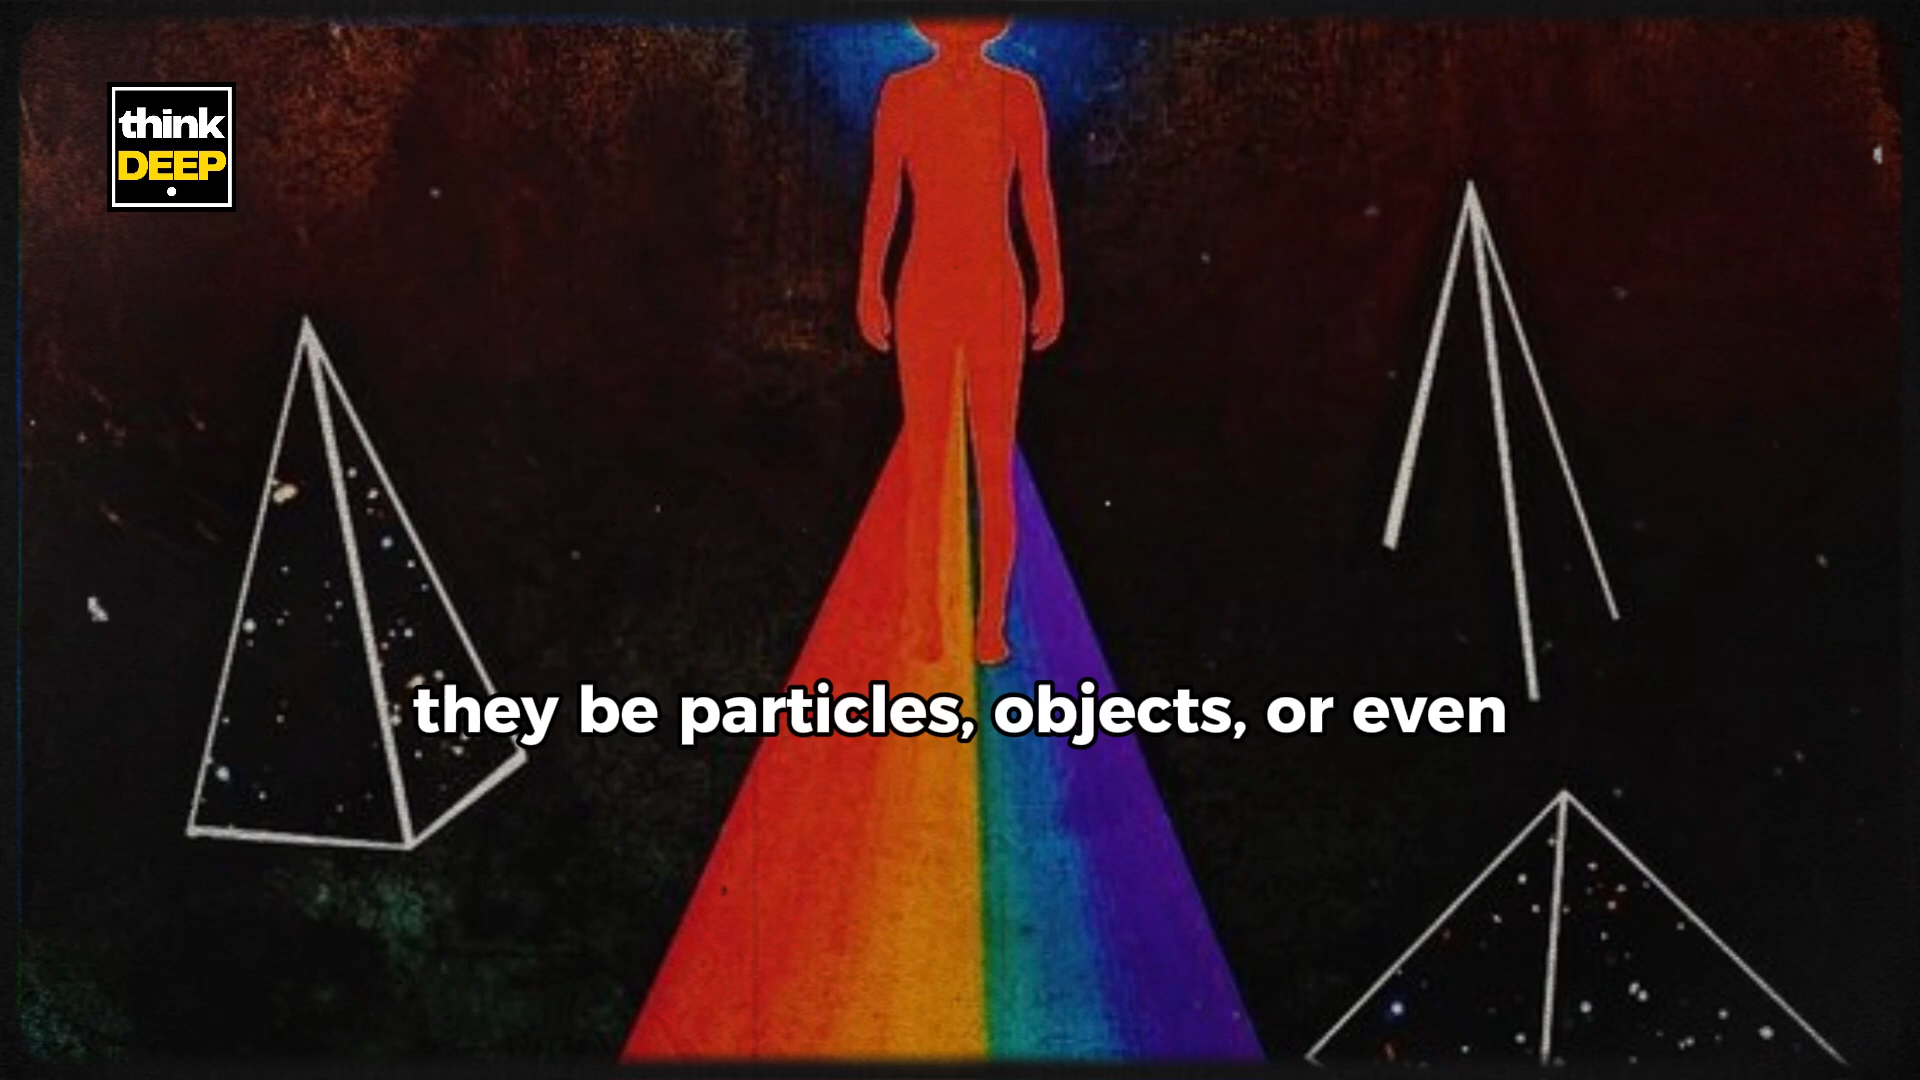 think
DEEP
they be particles, objects, or even